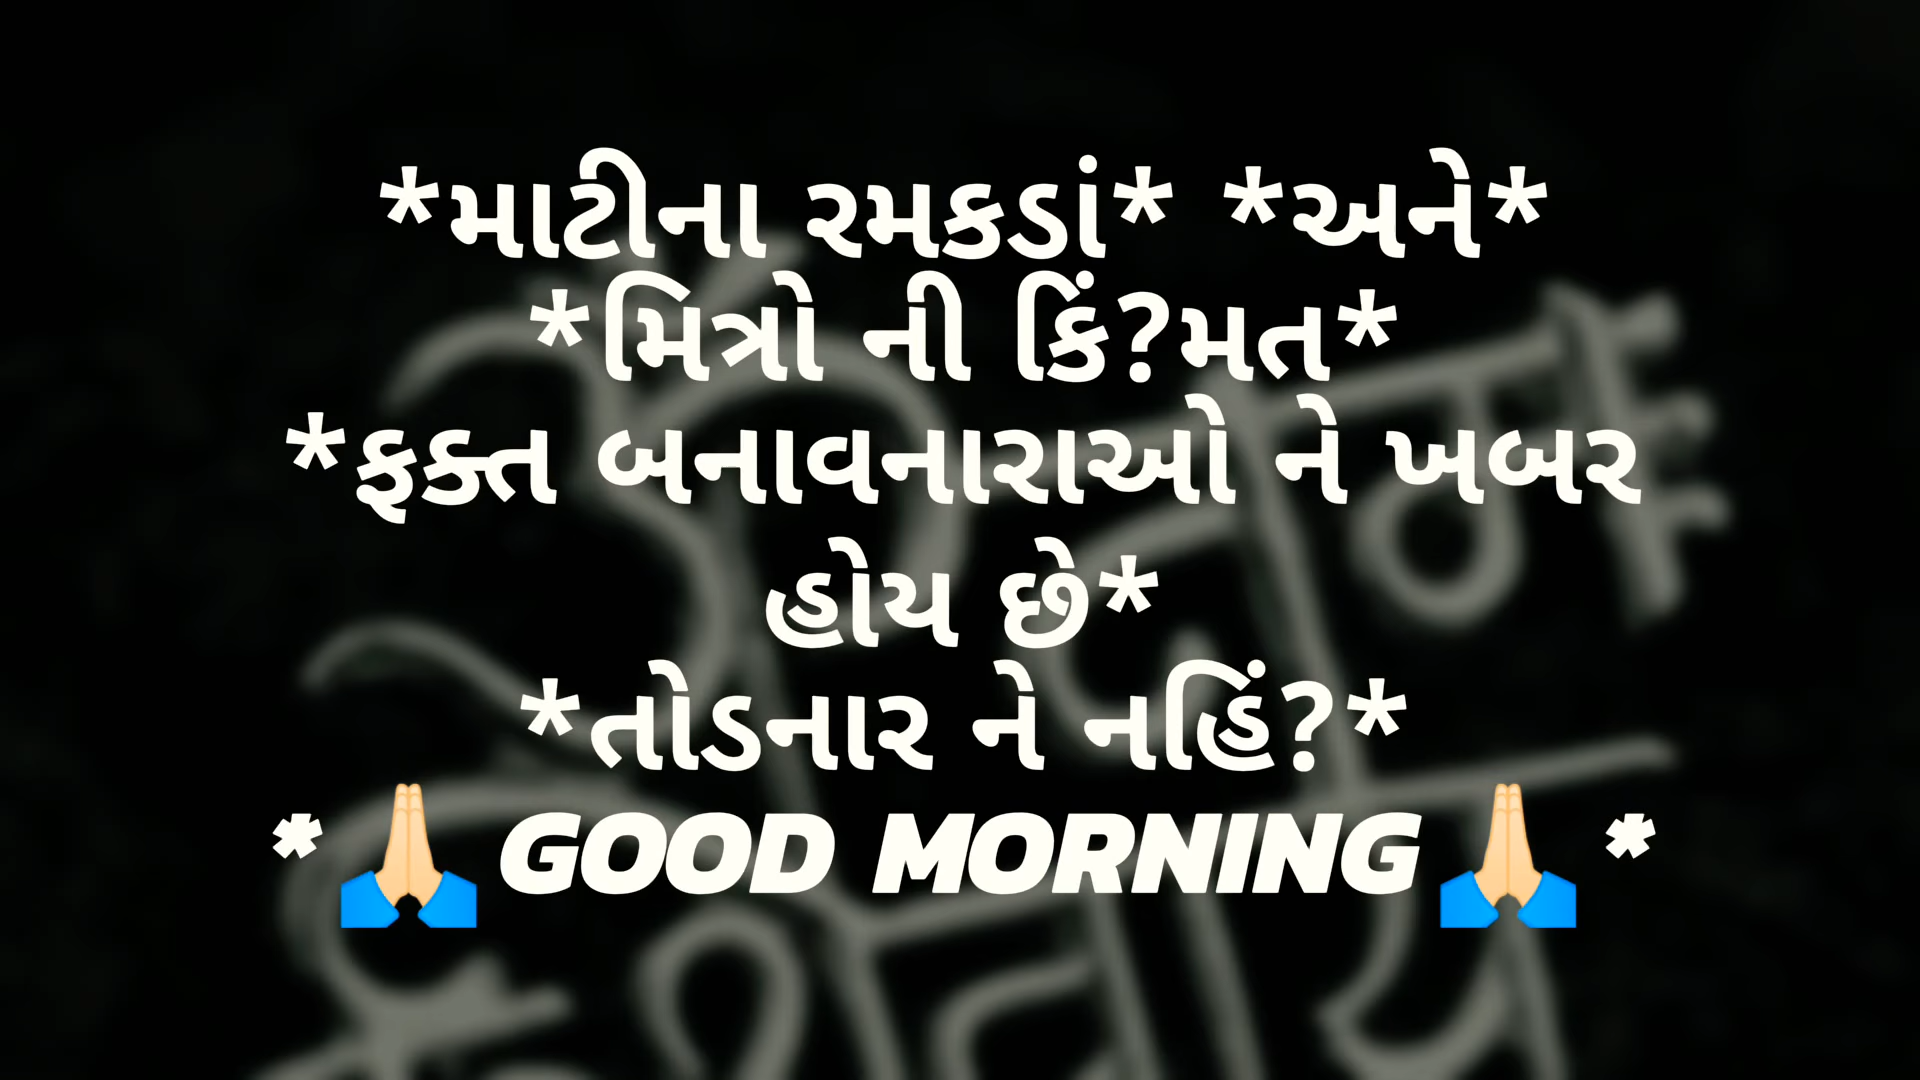 *માટીના રમકડાં* *અને*
*મિત્રો ની કિં?મત*
*ફક્ત બનાવનારાઓ ને ખબર
હોય છે*
*તોડનાર ને નહિં?*
*🙏🏻GOOD MORNING🙏🏻*